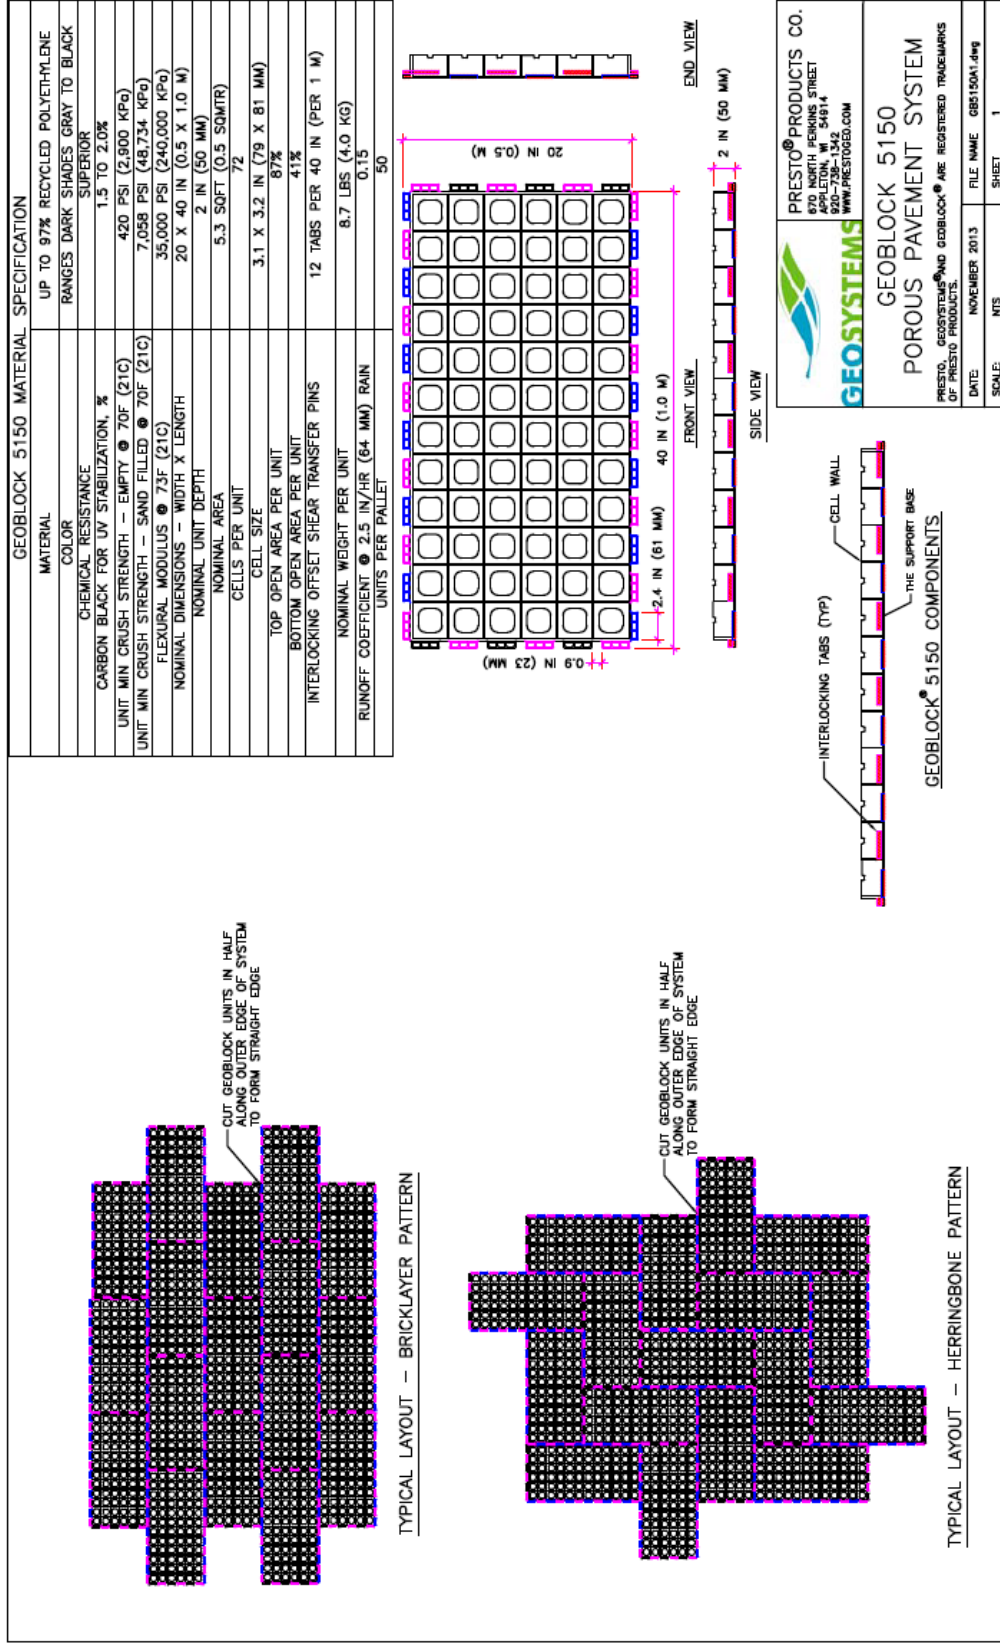 GEOBLOCK 5150 MATERIAL SPECIFICATION
MATERIAL UP TO 97% RECYCLED POLYETHYLENE
COLOR RANGES DARK SHADES GRAY TO BLACK
CHEMICAL RESISTANCE SUPERIOR
CARBON BLACK FOR UV STABILIZATION, % 1.5 TO 2.0%
UNIT MIN CRUSH STRENGTH – EMPTY @ 70F (21C) 420 PSI (2,900 KPa)
UNIT MIN CRUSH STRENGTH – SAND FILLED @ 70F (21C) 7,058 PSI (48,734 KPa)
FLEXURAL MODULUS @ 73F (21C) 35,000 PSI (240,000 KPa)
NOMINAL DIMENSIONS – WIDTH X LENGTH 20 X 40 IN (0.5 X 1.0 M)
NOMINAL UNIT DEPTH 2 IN (50 MM)
NOMINAL AREA 5.3 SQFT (0.5 SQMTR)
CELLS PER UNIT 72
CELL SIZE 3.1 X 3.2 IN (79 X 81 MM)
TOP OPEN AREA PER UNIT 87%
BOTTOM OPEN AREA PER UNIT 41%
INTERLOCKING OFFSET SHEAR TRANSFER PINS 12 TABS PER 40 IN (PER 1 M)
NOMINAL WEIGHT PER UNIT 8.7 LBS (4.0 KG)
RUNOFF COEFFICIENT @ 2.5 IN/HR (64 MM) RAIN 0.15
UNITS PER PALLET 50
CUT GEOBLOCK UNITS IN HALF
ALONG OUTER EDGE OF SYSTEM
TO FORM STRAIGHT EDGE
TYPICAL LAYOUT – BRICKLAYER PATTERN
20 IN (0.5 M)
0.9 IN (23 MM)
2.4 IN (61 MM)
40 IN (1.0 M)
FRONT VIEW
END VIEW
2 IN (50 MM)
SIDE VIEW
CUT GEOBLOCK UNITS IN HALF
ALONG OUTER EDGE OF SYSTEM
TO FORM STRAIGHT EDGE
TYPICAL LAYOUT – HERRINGBONE PATTERN
INTERLOCKING TABS (TYP)
CELL WALL
THE SUPPORT BASE
GEOBLOCK® 5150 COMPONENTS
GEOSYSTEMS
PRESTO® PRODUCTS CO.
670 NORTH PERKINS STREET
APPLETON, WI 54914
920-738-1342
WWW.PRESTOGEO.COM
GEOBLOCK 5150
POROUS PAVEMENT SYSTEM
PRESTO, GEOSYSTEMS® AND GEOBLOCK® ARE REGISTERED TRADEMARKS
OF PRESTO PRODUCTS.
DATE: NOVEMBER 2013 FILE NAME GB5150A1.dwg
SCALE: NTS SHEET 1